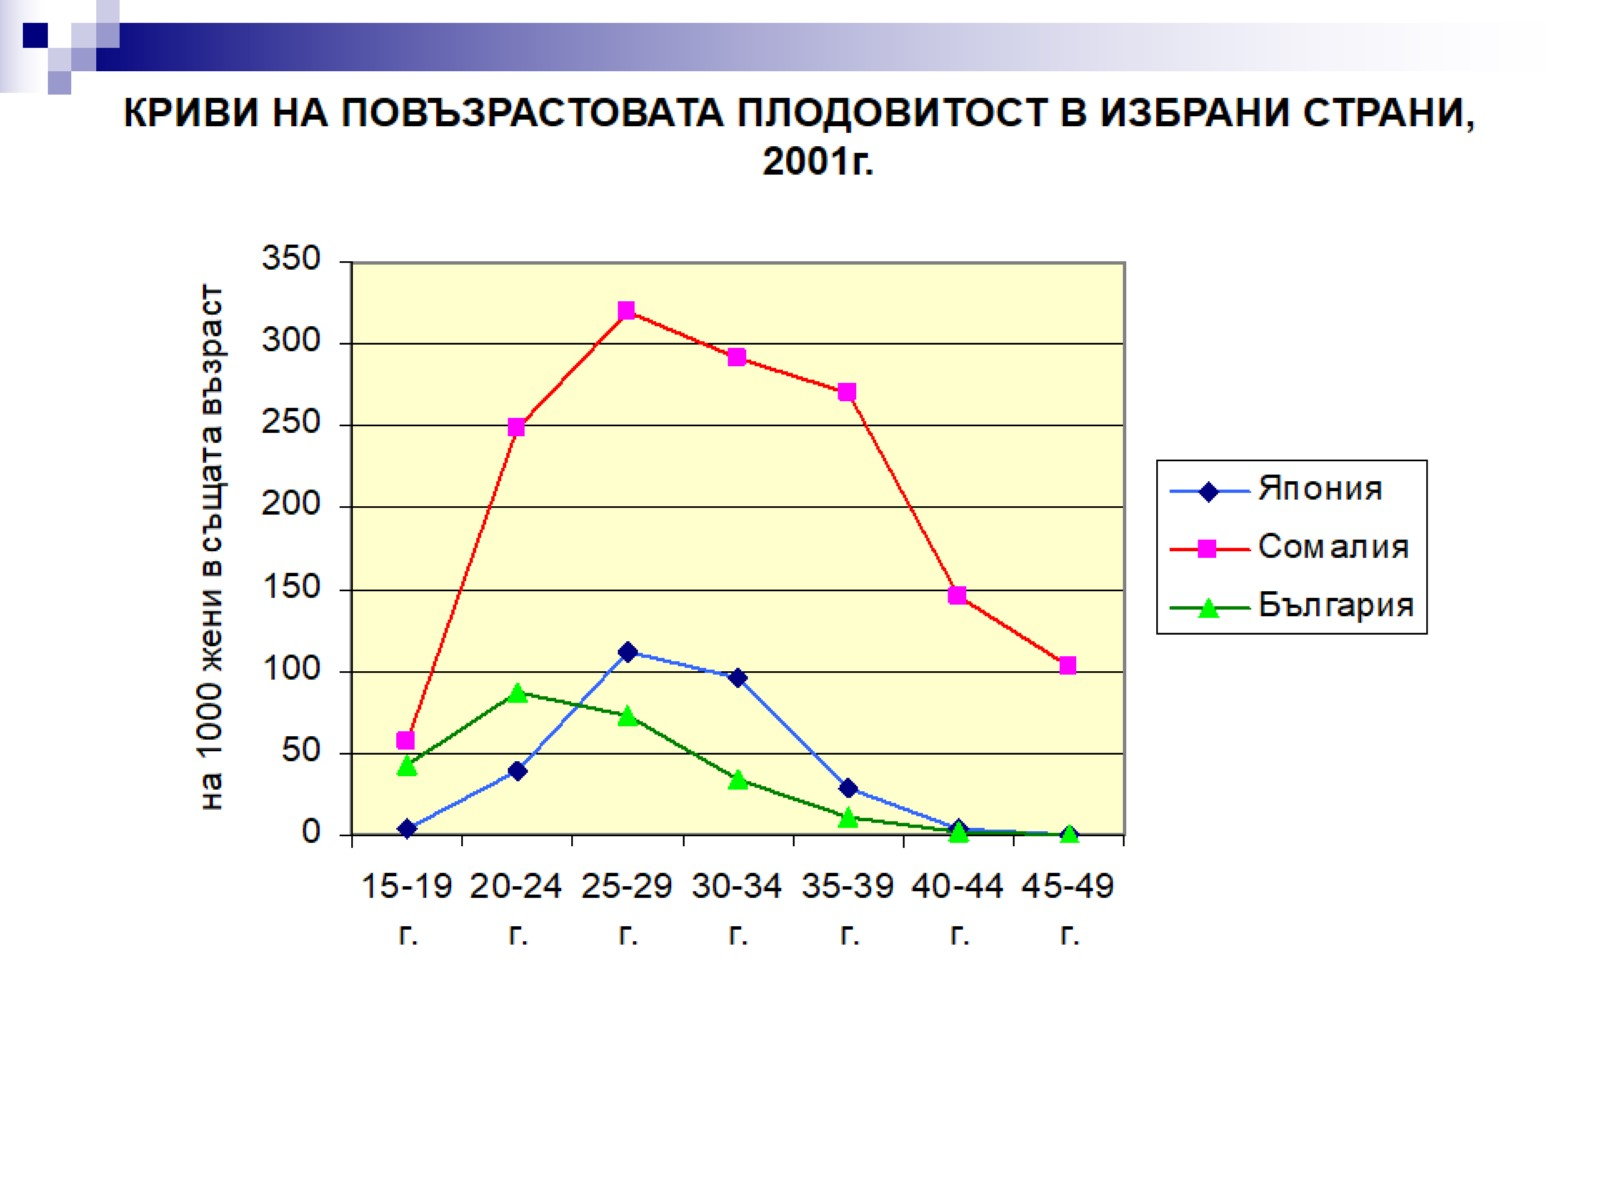 КРИВИ НА ПОВЪЗРАСТОВАТА ПЛОДОВИТОСТ В ИЗБРАНИ СТРАНИ,
2001г.
на 1000 жени в същата възраст
350
300
250
200
150
100
50
0
15-19 20-24 25-29 30-34 35-39 40-44 45-49
г. г. г. г. г. г. г.
Япония
Сомалия
България